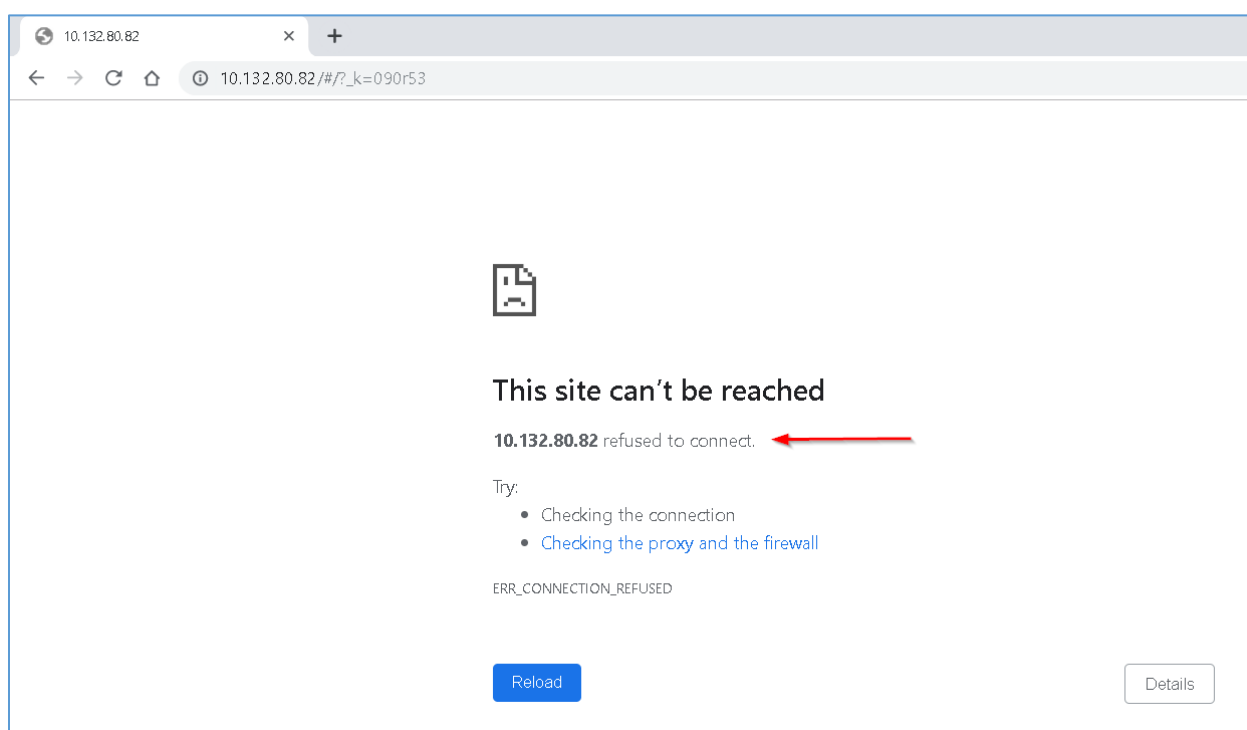 10.132.80.82
10.132.80.82/#/?_k=090r53
This site can't be reached
10.132.80.82 refused to connect.
Try:
• Checking the connection
• Checking the proxy and the firewall
ERR_CONNECTION_REFUSED
Reload
Details